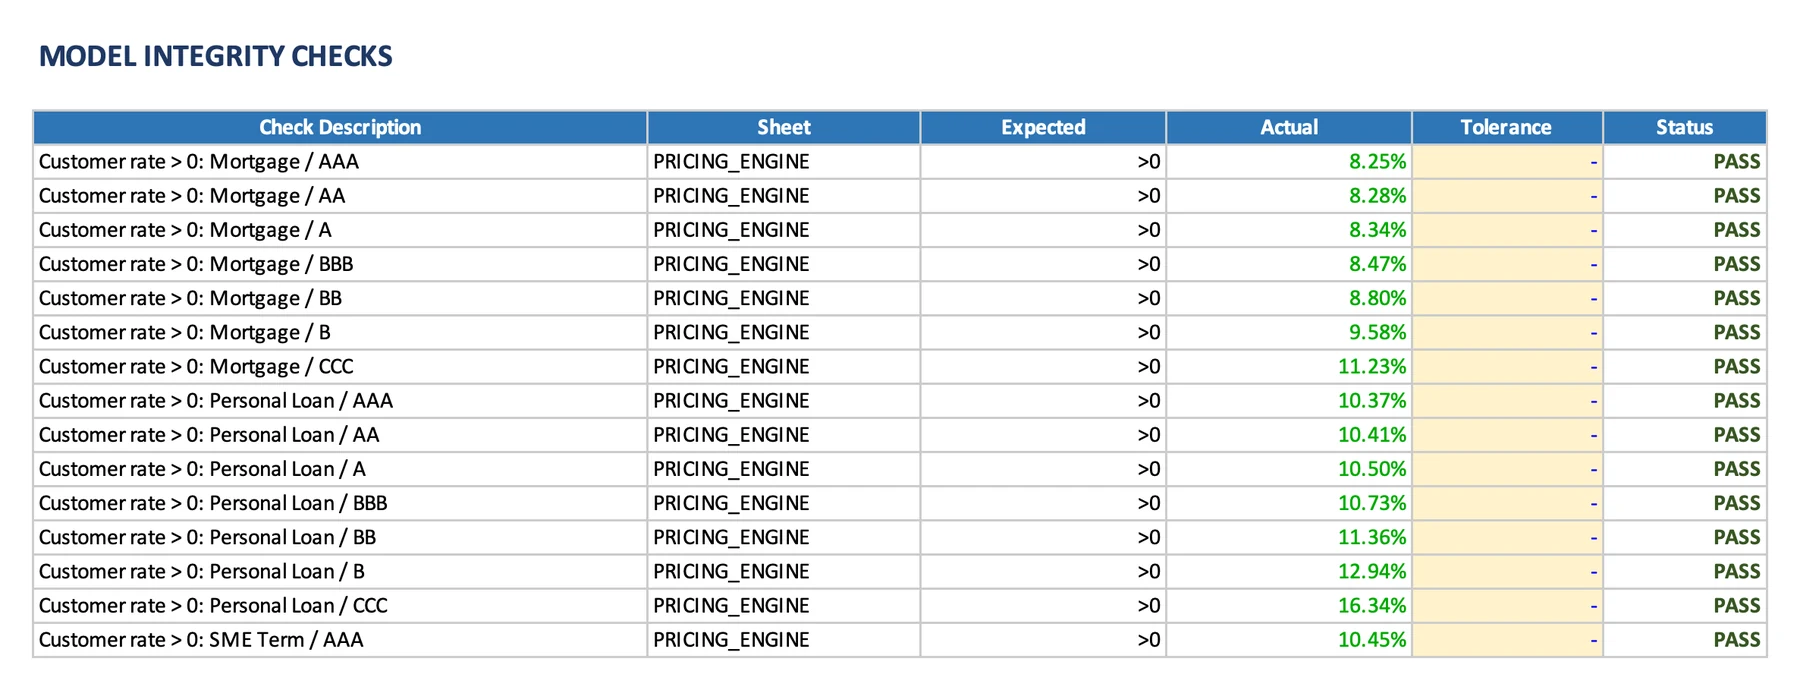 MODEL INTEGRITY CHECKS
Check Description Sheet Expected Actual Tolerance Status
Customer rate > 0: Mortgage / AAA PRICING_ENGINE >0 8.25% - PASS
Customer rate > 0: Mortgage / AA PRICING_ENGINE >0 8.28% - PASS
Customer rate > 0: Mortgage / A PRICING_ENGINE >0 8.34% - PASS
Customer rate > 0: Mortgage / BBB PRICING_ENGINE >0 8.47% - PASS
Customer rate > 0: Mortgage / BB PRICING_ENGINE >0 8.80% - PASS
Customer rate > 0: Mortgage / B PRICING_ENGINE >0 9.58% - PASS
Customer rate > 0: Mortgage / CCC PRICING_ENGINE >0 11.23% - PASS
Customer rate > 0: Personal Loan / AAA PRICING_ENGINE >0 10.37% - PASS
Customer rate > 0: Personal Loan / AA PRICING_ENGINE >0 10.41% - PASS
Customer rate > 0: Personal Loan / A PRICING_ENGINE >0 10.50% - PASS
Customer rate > 0: Personal Loan / BBB PRICING_ENGINE >0 10.73% - PASS
Customer rate > 0: Personal Loan / BB PRICING_ENGINE >0 11.36% - PASS
Customer rate > 0: Personal Loan / B PRICING_ENGINE >0 12.94% - PASS
Customer rate > 0: Personal Loan / CCC PRICING_ENGINE >0 16.34% - PASS
Customer rate > 0: SME Term / AAA PRICING_ENGINE >0 10.45% - PASS